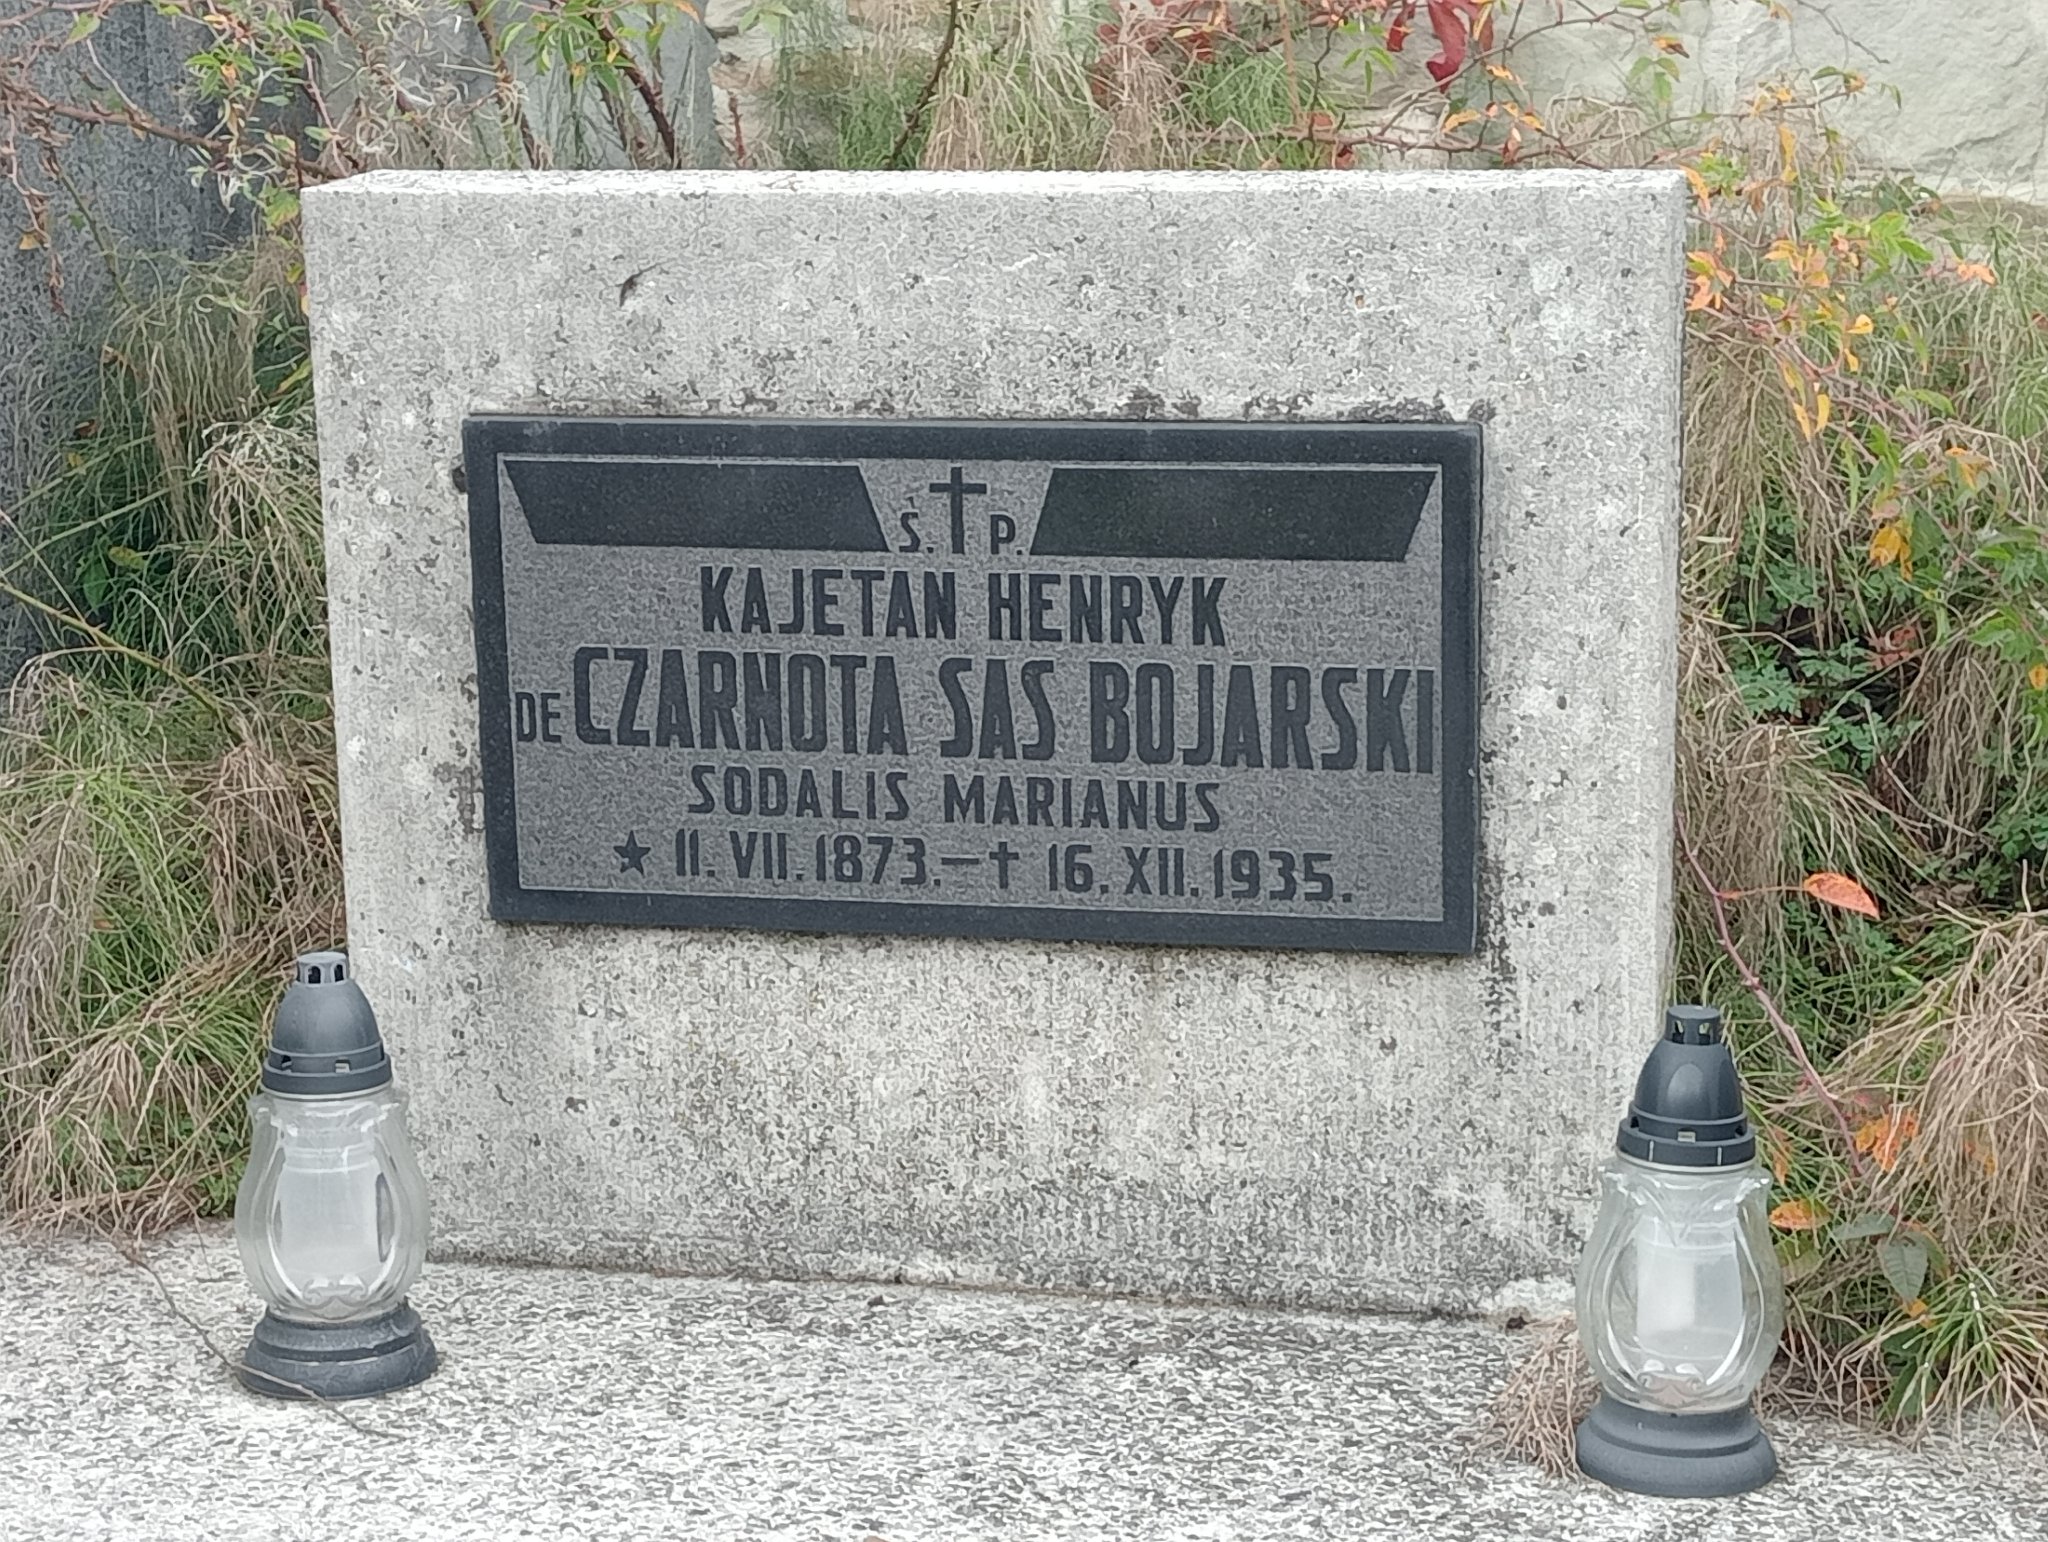 Ś. † P.
KAJETAN HENRYK
DE CZARNOTA SAS BOJARSKI
SODALIS MARIANUS
★ 11. VII. 1873. – † 16. XII. 1935.